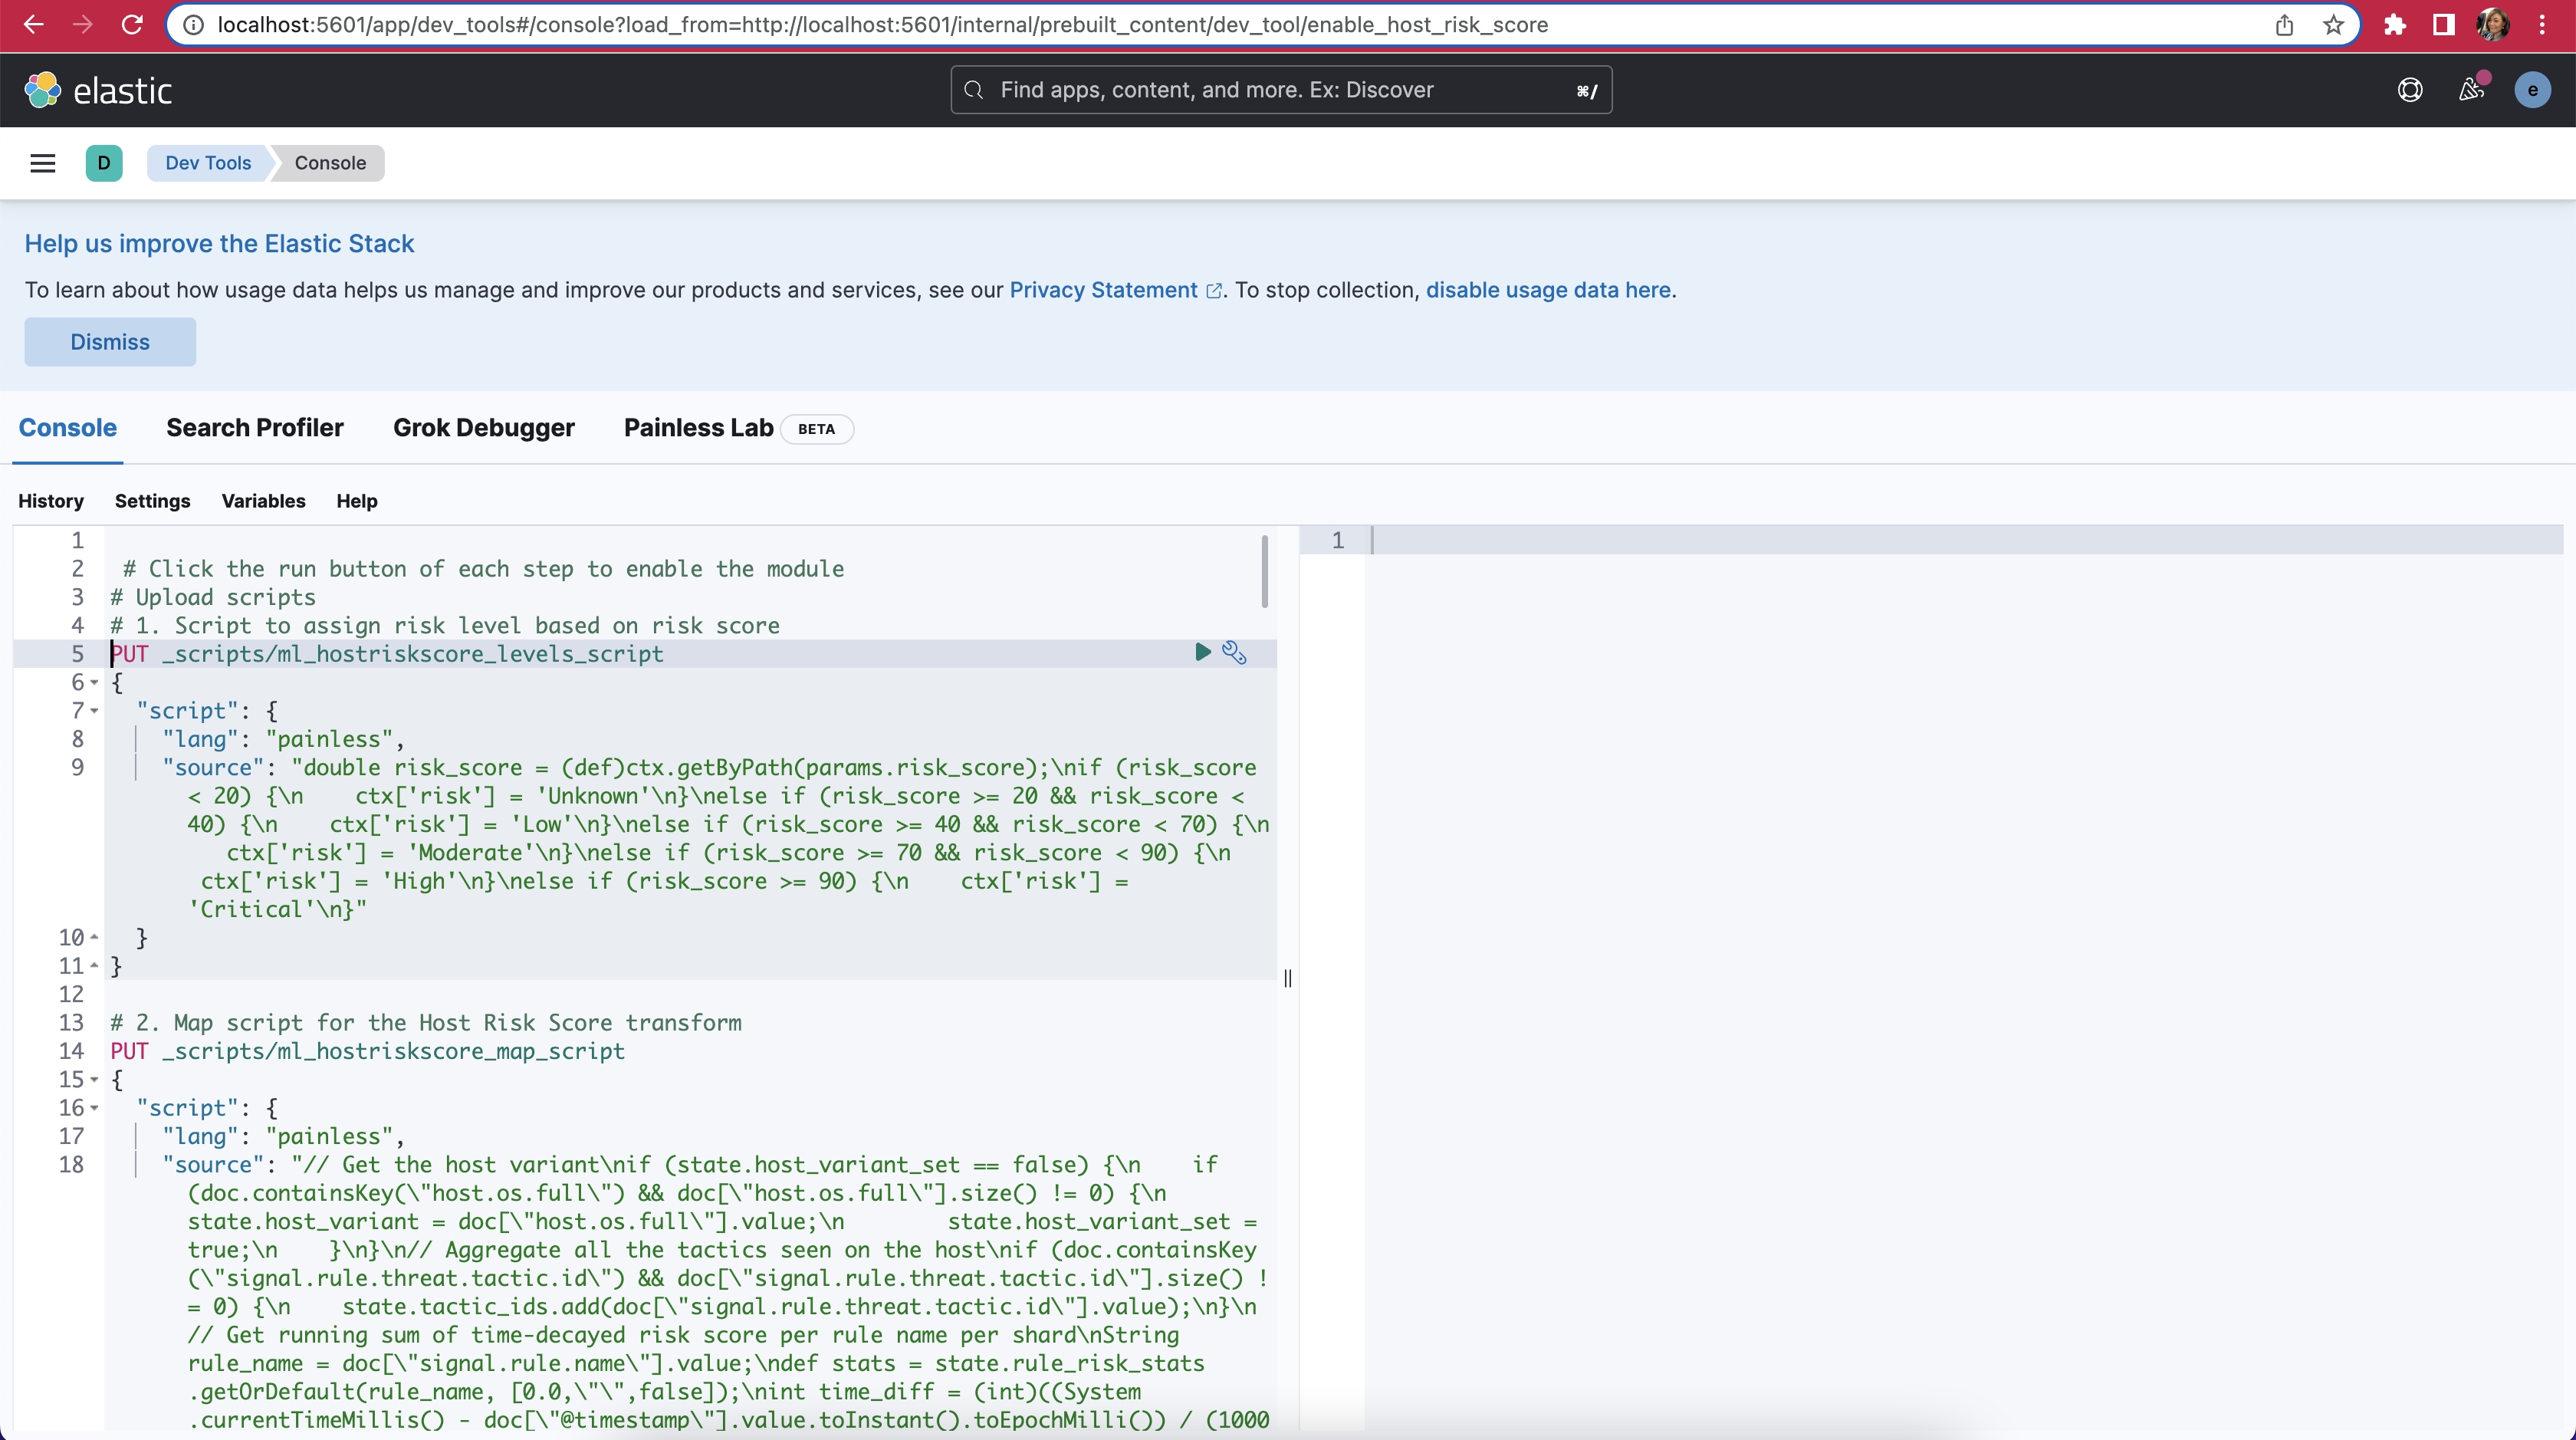 localhost:5601/app/dev_tools#/console?load_from=http://localhost:5601/internal/prebuilt_content/dev_tool/enable_host_risk_score
elastic
Find apps, content, and more. Ex: Discover ⌘/
e
D Dev Tools Console
Help us improve the Elastic Stack
To learn about how usage data helps us manage and improve our products and services, see our Privacy Statement. To stop collection, disable usage data here.
Dismiss
Console Search Profiler Grok Debugger Painless Lab BETA
History Settings Variables Help
1
1
2 # Click the run button of each step to enable the module
3 # Upload scripts
4 # 1. Script to assign risk level based on risk score
5 PUT _scripts/ml_hostriskscore_levels_script
6 {
7 "script": {
8 "lang": "painless",
9 "source": "double risk_score = (def)ctx.getByPath(params.risk_score);\nif (risk_score
< 20) {\n    ctx['risk'] = 'Unknown'\n}\nelse if (risk_score >= 20 && risk_score <
40) {\n    ctx['risk'] = 'Low'\n}\nelse if (risk_score >= 40 && risk_score < 70) {\n
ctx['risk'] = 'Moderate'\n}\nelse if (risk_score >= 70 && risk_score < 90) {\n
ctx['risk'] = 'High'\n}\nelse if (risk_score >= 90) {\n    ctx['risk'] =
'Critical'\n}"
10 }
11 }
12
13 # 2. Map script for the Host Risk Score transform
14 PUT _scripts/ml_hostriskscore_map_script
15 {
16 "script": {
17 "lang": "painless",
18 "source": "// Get the host variant\nif (state.host_variant_set == false) {\n    if
(doc.containsKey(\"host.os.full\") && doc[\"host.os.full\"].size() != 0) {\n
state.host_variant = doc[\"host.os.full\"].value;\n        state.host_variant_set =
true;\n    }\n}\n// Aggregate all the tactics seen on the host\nif (doc.containsKey
(\"signal.rule.threat.tactic.id\") && doc[\"signal.rule.threat.tactic.id\"].size() !
= 0) {\n    state.tactic_ids.add(doc[\"signal.rule.threat.tactic.id\"].value);\n}\n
// Get running sum of time-decayed risk score per rule name per shard\nString
rule_name = doc[\"signal.rule.name\"].value;\ndef stats = state.rule_risk_stats
.getOrDefault(rule_name, [0.0,\"\",false]);\nint time_diff = (int)((System
.currentTimeMillis() - doc[\"@timestamp\"].value.toInstant().toEpochMilli()) / (1000